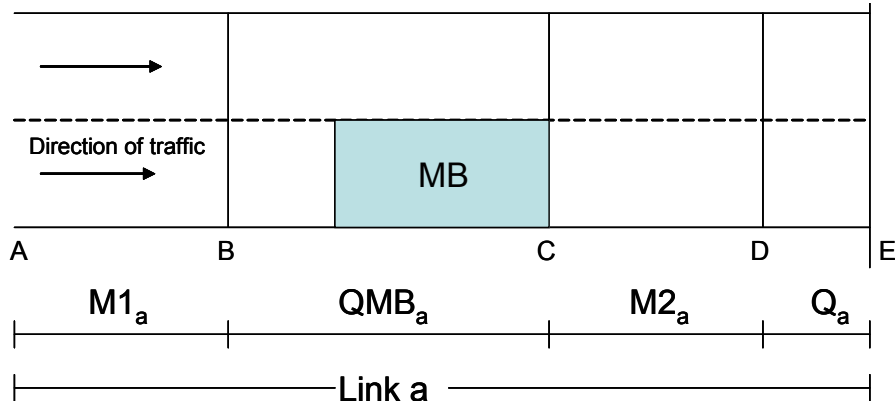 Direction of traffic
MB
A B C D E
M1a QMBa M2a Qa
Link a